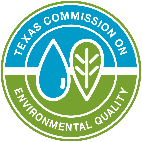 TEXAS COMMISSION ON
ENVIRONMENTAL QUALITY